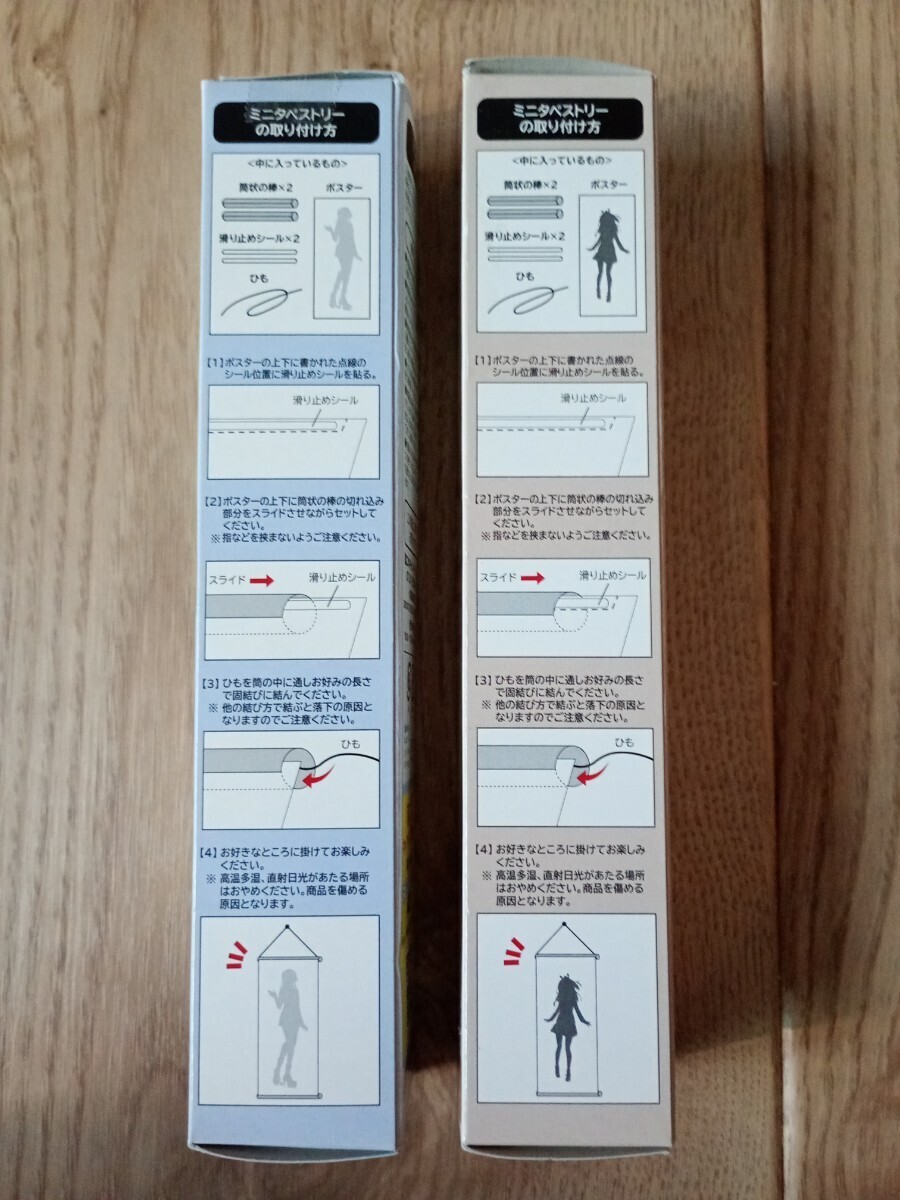 ミニタペストリー
の取り付け方
<中に入っているもの>
筒状の棒×2
ポスター
滑り止めシール×2
ひも
【1】ポスターの上下に書かれた点線の
シール位置に滑り止めシールを貼る。
滑り止めシール
【2】ポスターの上下に筒状の棒の切れ込み
部分をスライドさせながらセットして
ください。
※指などを挟まないようご注意ください。
スライド
滑り止めシール
【3】ひもを筒の中に通しお好みの長さ
で固結びに結んでください。
※ 他の結び方で結ぶと落下の原因と
なりますのでご注意ください。
ひも
【4】お好きなところに掛けてお楽しみ
ください。
※ 高温多湿、直射日光があたる場所
はおやめください。商品を傷める
原因となります。
ミニタペストリー
の取り付け方
<中に入っているもの>
筒状の棒×2
ポスター
滑り止めシール×2
ひも
【1】ポスターの上下に書かれた点線の
シール位置に滑り止めシールを貼る。
滑り止めシール
【2】ポスターの上下に筒状の棒の切れ込み
部分をスライドさせながらセットして
ください。
※指などを挟まないようご注意ください。
スライド
滑り止めシール
【3】ひもを筒の中に通しお好みの長さ
で固結びに結んでください。
※ 他の結び方で結ぶと落下の原因と
なりますのでご注意ください。
ひも
【4】お好きなところに掛けてお楽しみ
ください。
※ 高温多湿、直射日光があたる場所
はおやめください。商品を傷める
原因となります。